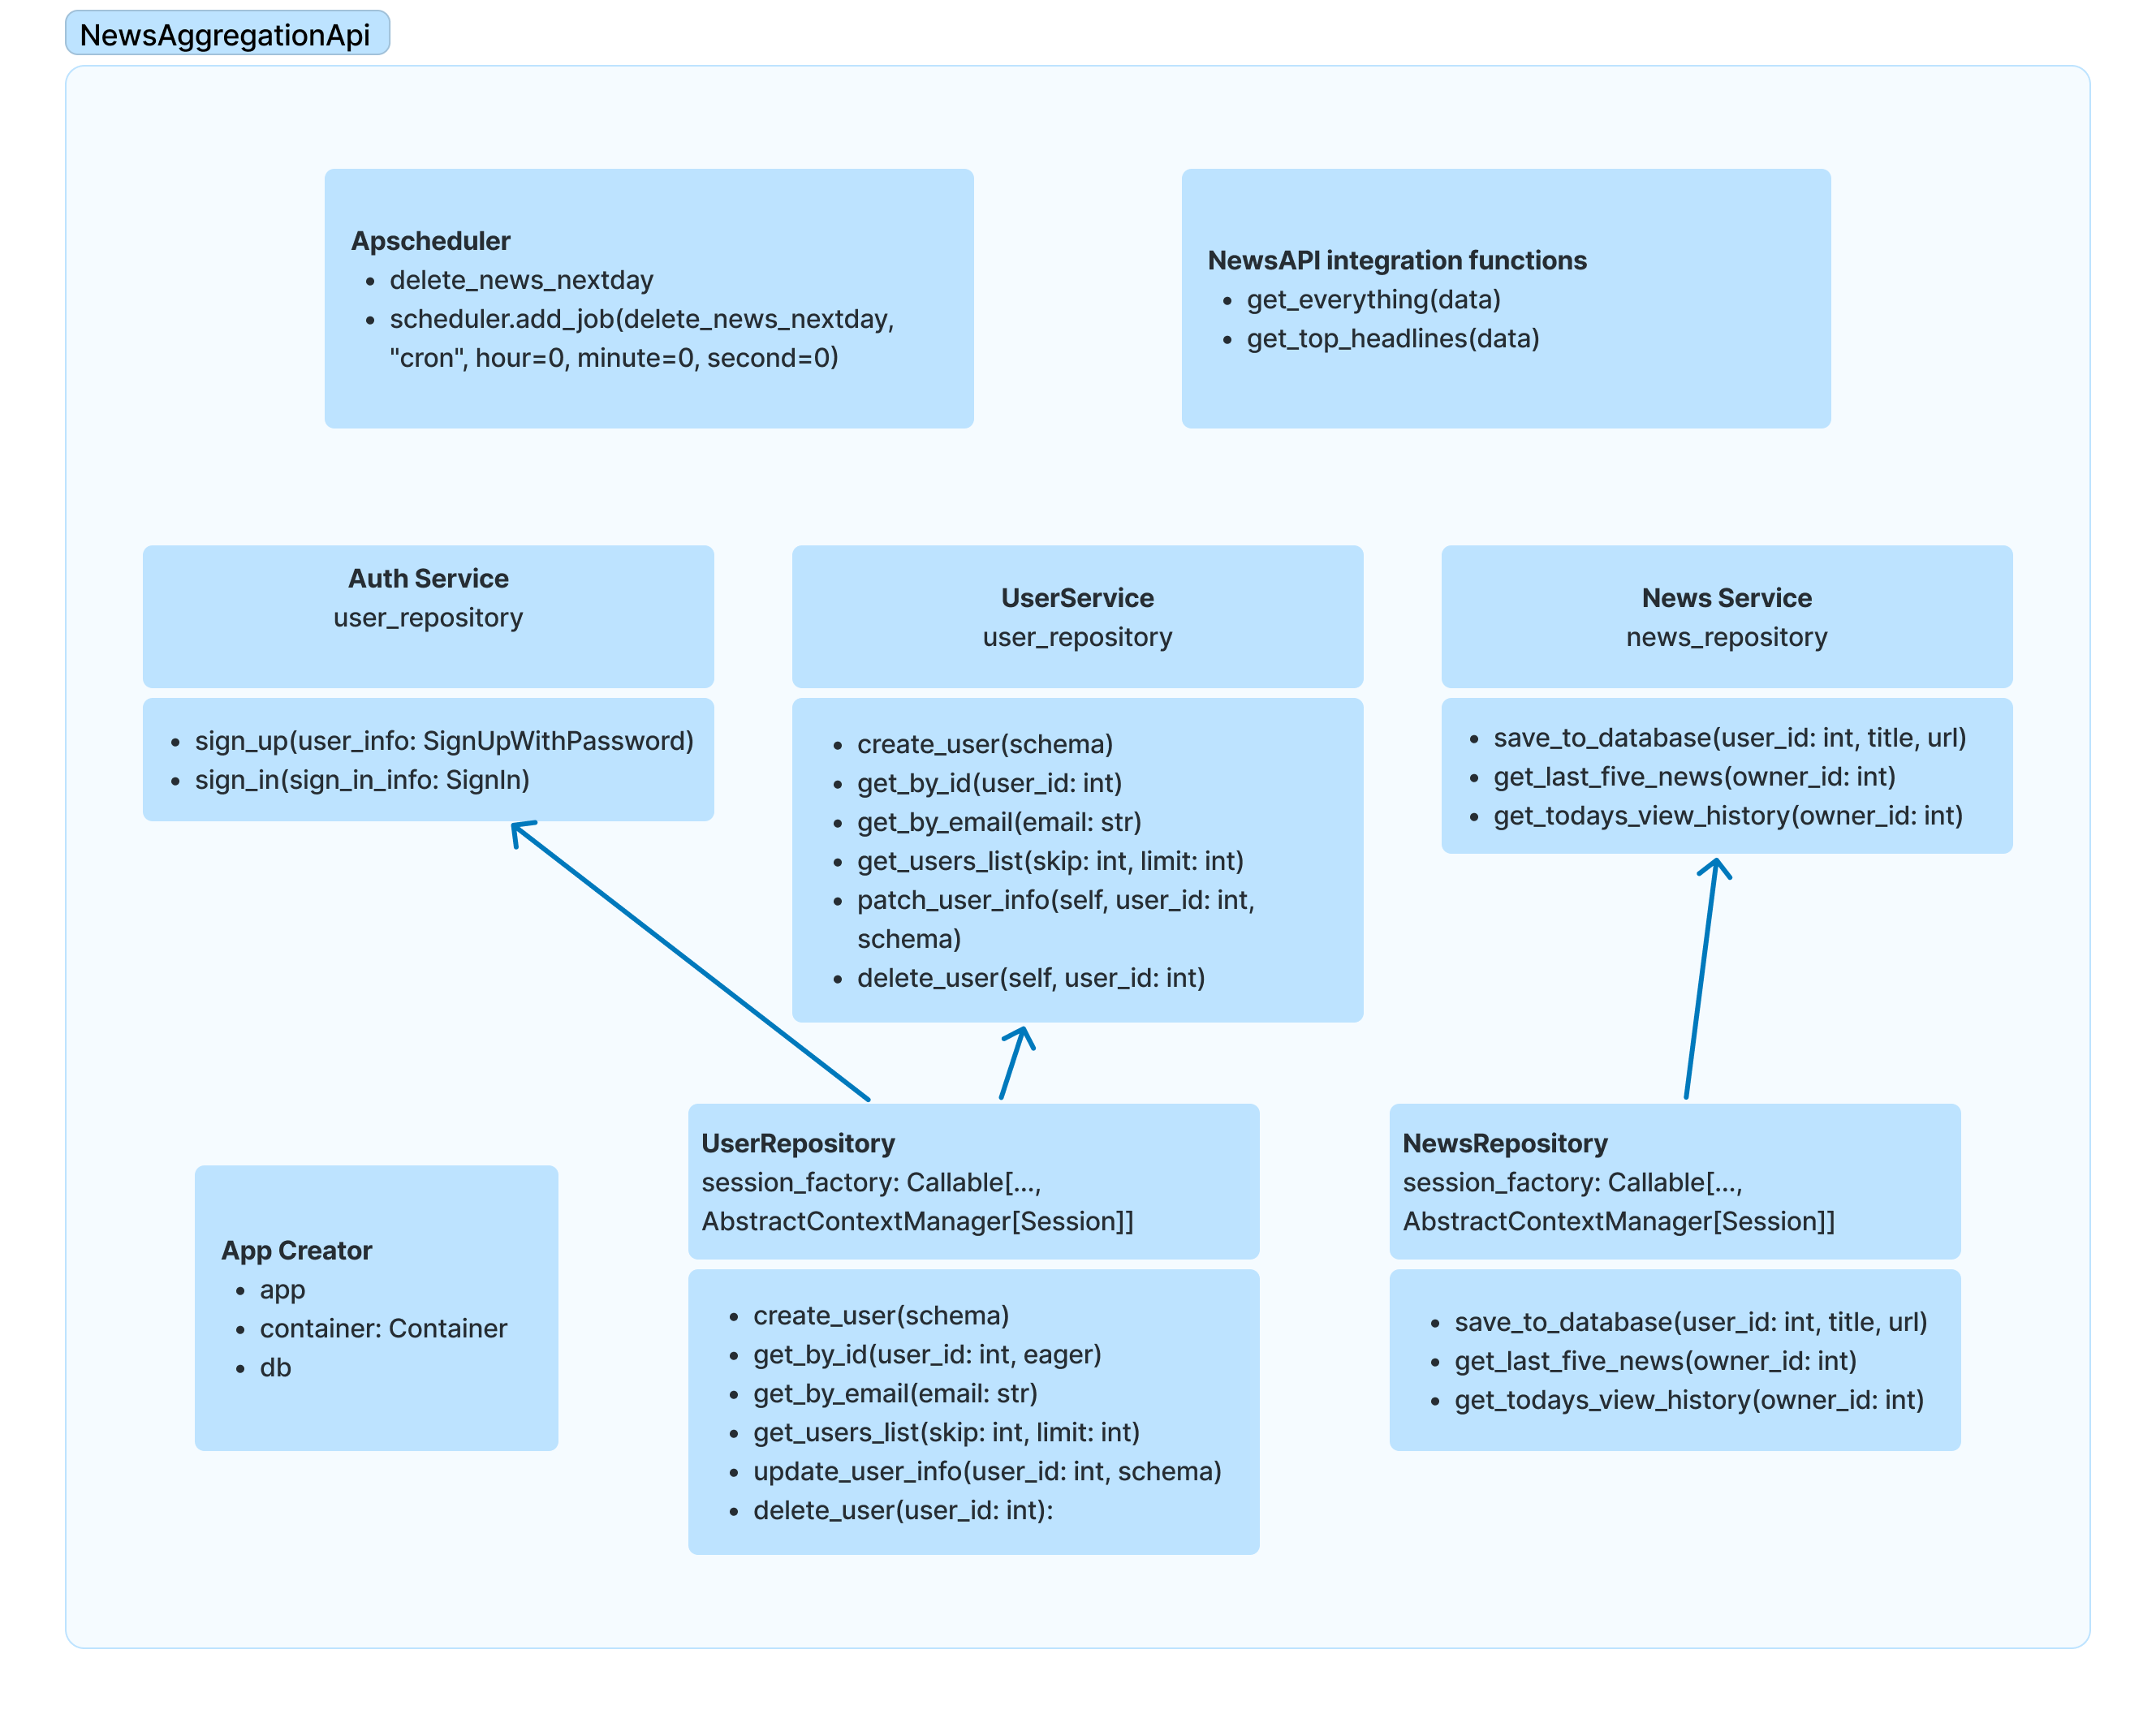 NewsAggregationApi
Apscheduler
• delete_news_nextday
• scheduler.add_job(delete_news_nextday,
"cron", hour=0, minute=0, second=0)
NewsAPI integration functions
• get_everything(data)
• get_top_headlines(data)
Auth Service
user_repository
• sign_up(user_info: SignUpWithPassword)
• sign_in(sign_in_info: SignIn)
UserService
user_repository
• create_user(schema)
• get_by_id(user_id: int)
• get_by_email(email: str)
• get_users_list(skip: int, limit: int)
• patch_user_info(self, user_id: int,
schema)
• delete_user(self, user_id: int)
News Service
news_repository
• save_to_database(user_id: int, title, url)
• get_last_five_news(owner_id: int)
• get_todays_view_history(owner_id: int)
App Creator
• app
• container: Container
• db
UserRepository
session_factory: Callable[...,
AbstractContextManager[Session]]
• create_user(schema)
• get_by_id(user_id: int, eager)
• get_by_email(email: str)
• get_users_list(skip: int, limit: int)
• update_user_info(user_id: int, schema)
• delete_user(user_id: int):
NewsRepository
session_factory: Callable[...,
AbstractContextManager[Session]]
• save_to_database(user_id: int, title, url)
• get_last_five_news(owner_id: int)
• get_todays_view_history(owner_id: int)